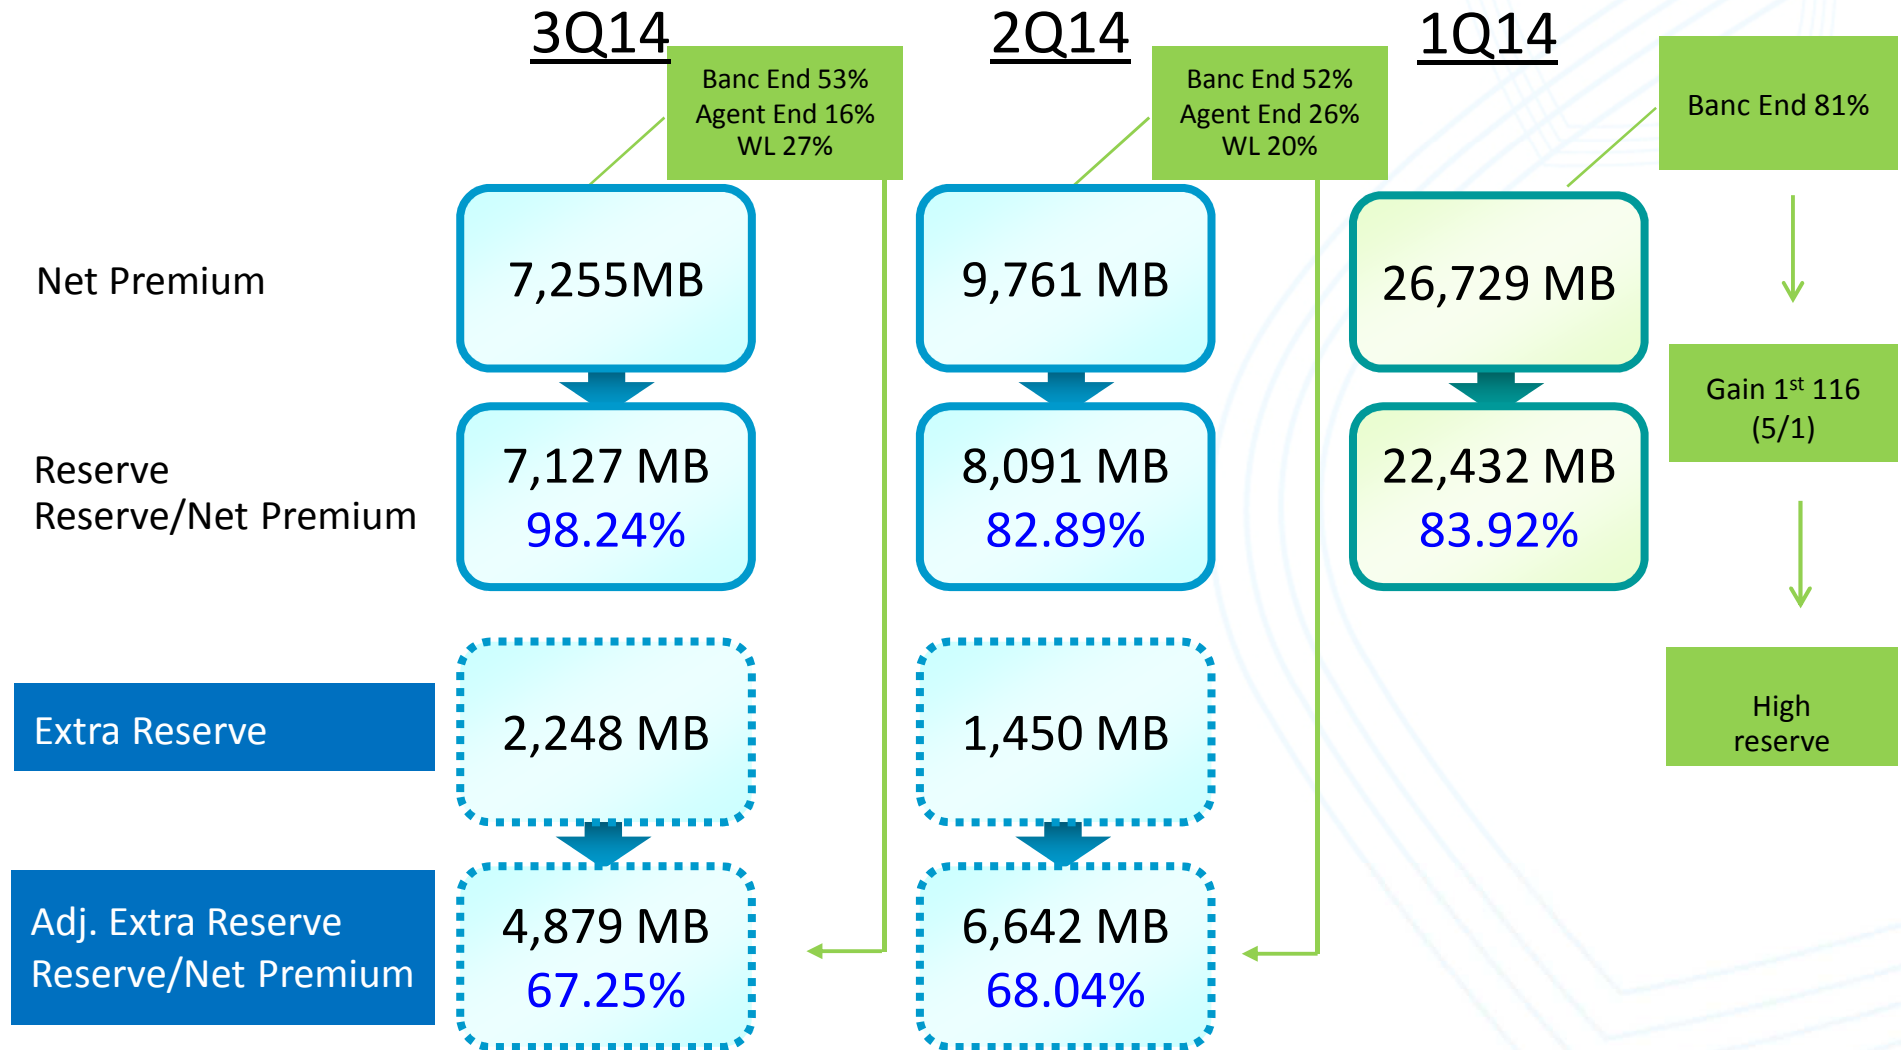 3Q14
2Q14
1Q14
Banc End 53%
Agent End 16%
WL 27%
Banc End 52%
Agent End 26%
WL 20%
Banc End 81%
Net Premium
7,255MB
9,761 MB
26,729 MB
Gain 1st 116
(5/1)
Reserve
Reserve/Net Premium
7,127 MB
98.24%
8,091 MB
82.89%
22,432 MB
83.92%
High
reserve
Extra Reserve
2,248 MB
1,450 MB
Adj. Extra Reserve
Reserve/Net Premium
4,879 MB
67.25%
6,642 MB
68.04%